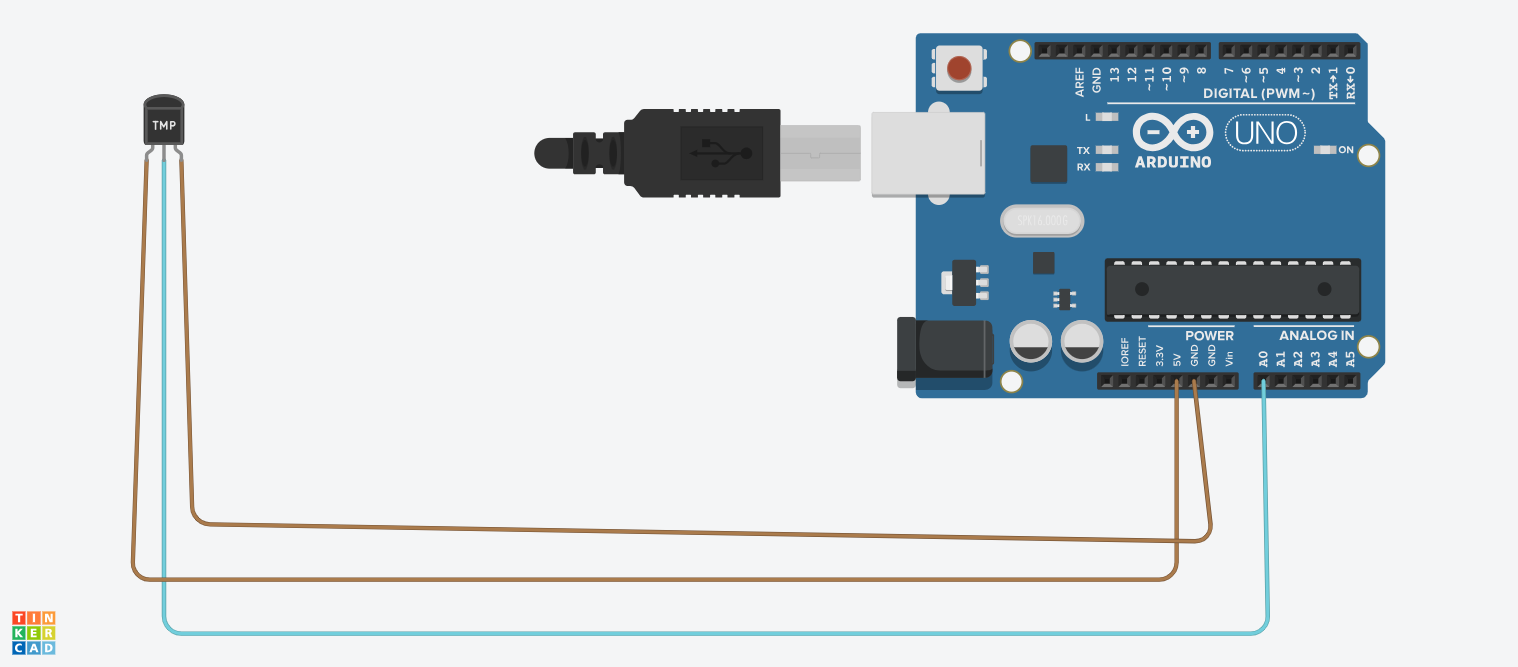 TMP
AREF
GND
13
12
~11
~10
~9
8
7
~6
~5
4
~3
2
TX→1
RX←0
DIGITAL (PWM~)
L
TX
RX
UNO
ARDUINO
ON
POWER
ANALOG IN
IOREF
RESET
3.3V
5V
GND
GND
Vin
A0
A1
A2
A3
A4
A5
TIN
KER
CAD